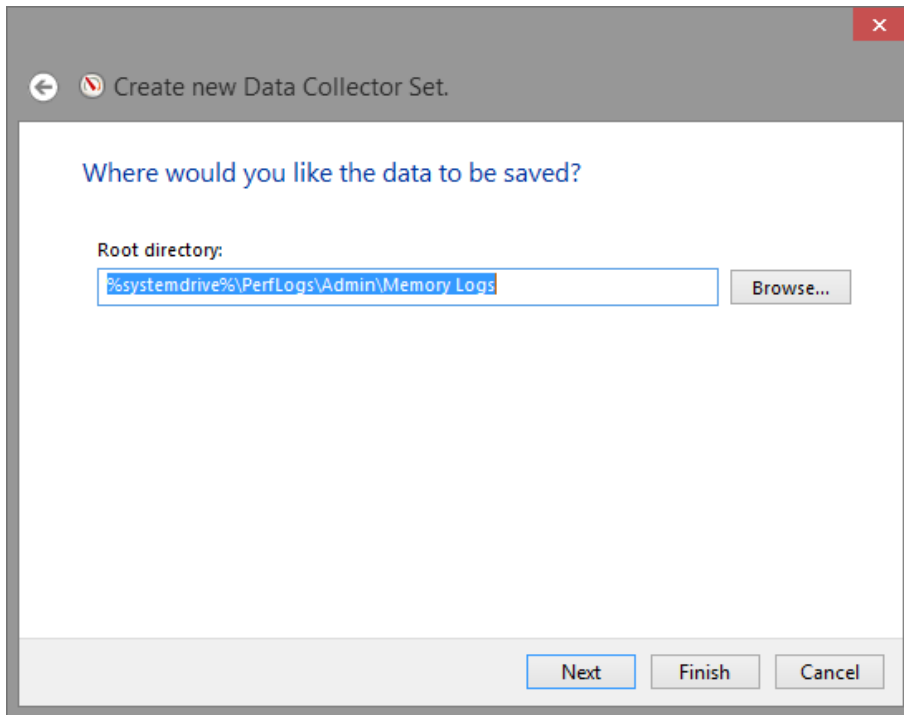 Create new Data Collector Set.
Where would you like the data to be saved?
Root directory:
%systemdrive%\PerfLogs\Admin\Memory Logs
Browse...
Next Finish Cancel